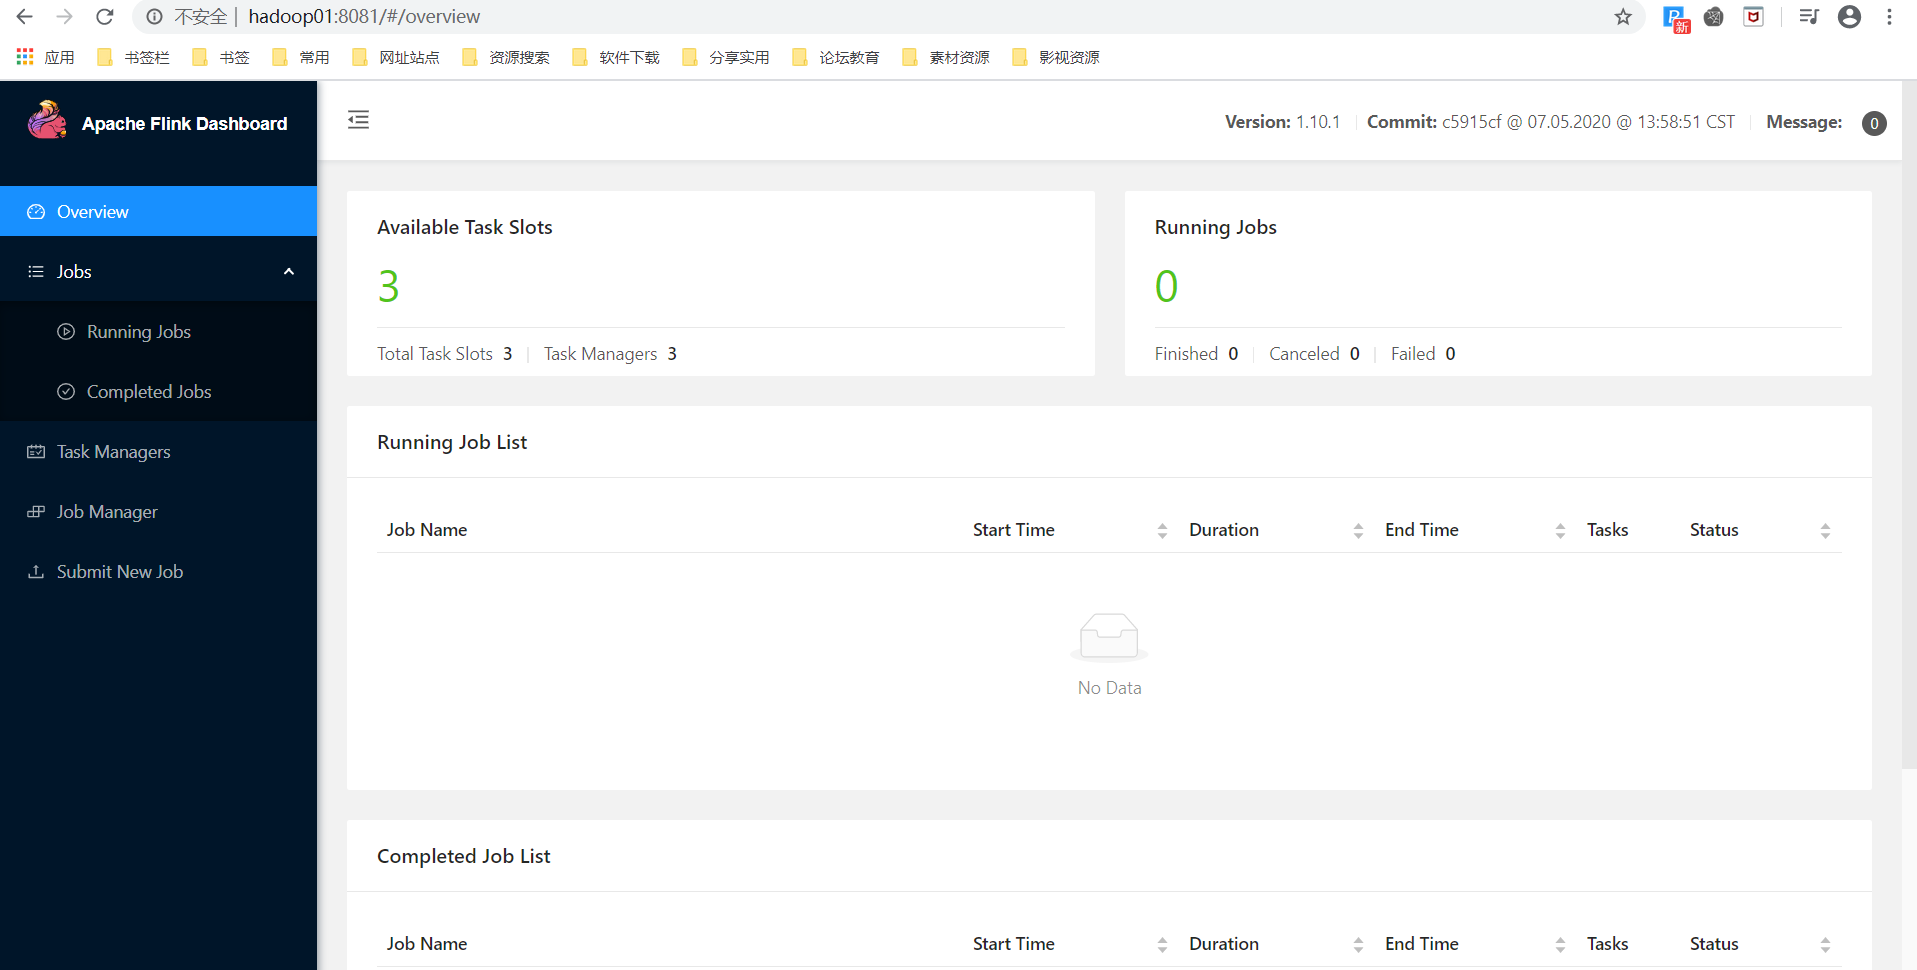 不安全 | hadoop01:8081/#/overview
新
应用 书签栏 书签 常用 网址站点 资源搜索 软件下载 分享实用 论坛教育 素材资源 影视资源
Apache Flink Dashboard
Version: 1.10.1 Commit: c5915cf @ 07.05.2020 @ 13:58:51 CST Message: 0
Overview
Jobs
Running Jobs
Completed Jobs
Task Managers
Job Manager
Submit New Job
Available Task Slots
3
Total Task Slots 3 Task Managers 3
Running Jobs
0
Finished 0 Canceled 0 Failed 0
Running Job List
Job Name Start Time Duration End Time Tasks Status
No Data
Completed Job List
Job Name Start Time Duration End Time Tasks Status